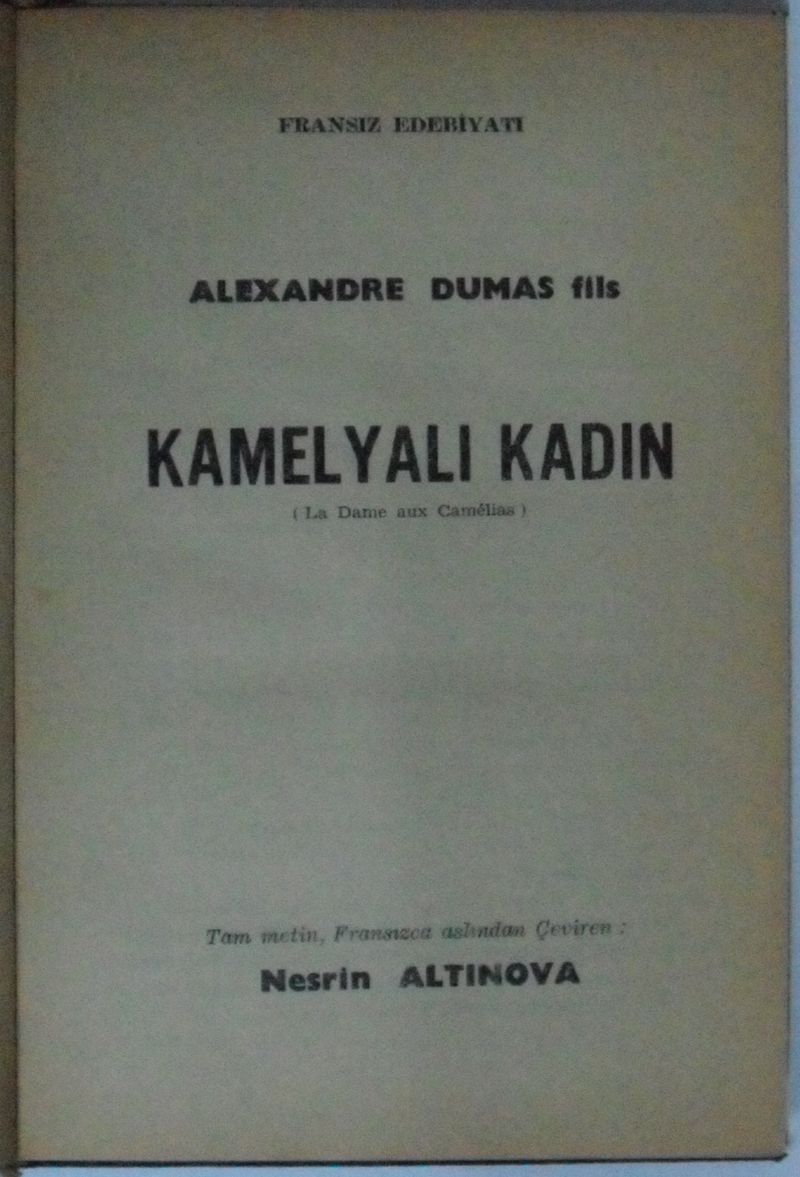 FRANSIZ EDEBİYATI
ALEXANDRE DUMAS fils
KAMELYALI KADIN
( La Dame aux Camélias )
Tam metin, Fransızca aslından Çeviren :
Nesrin ALTINOVA